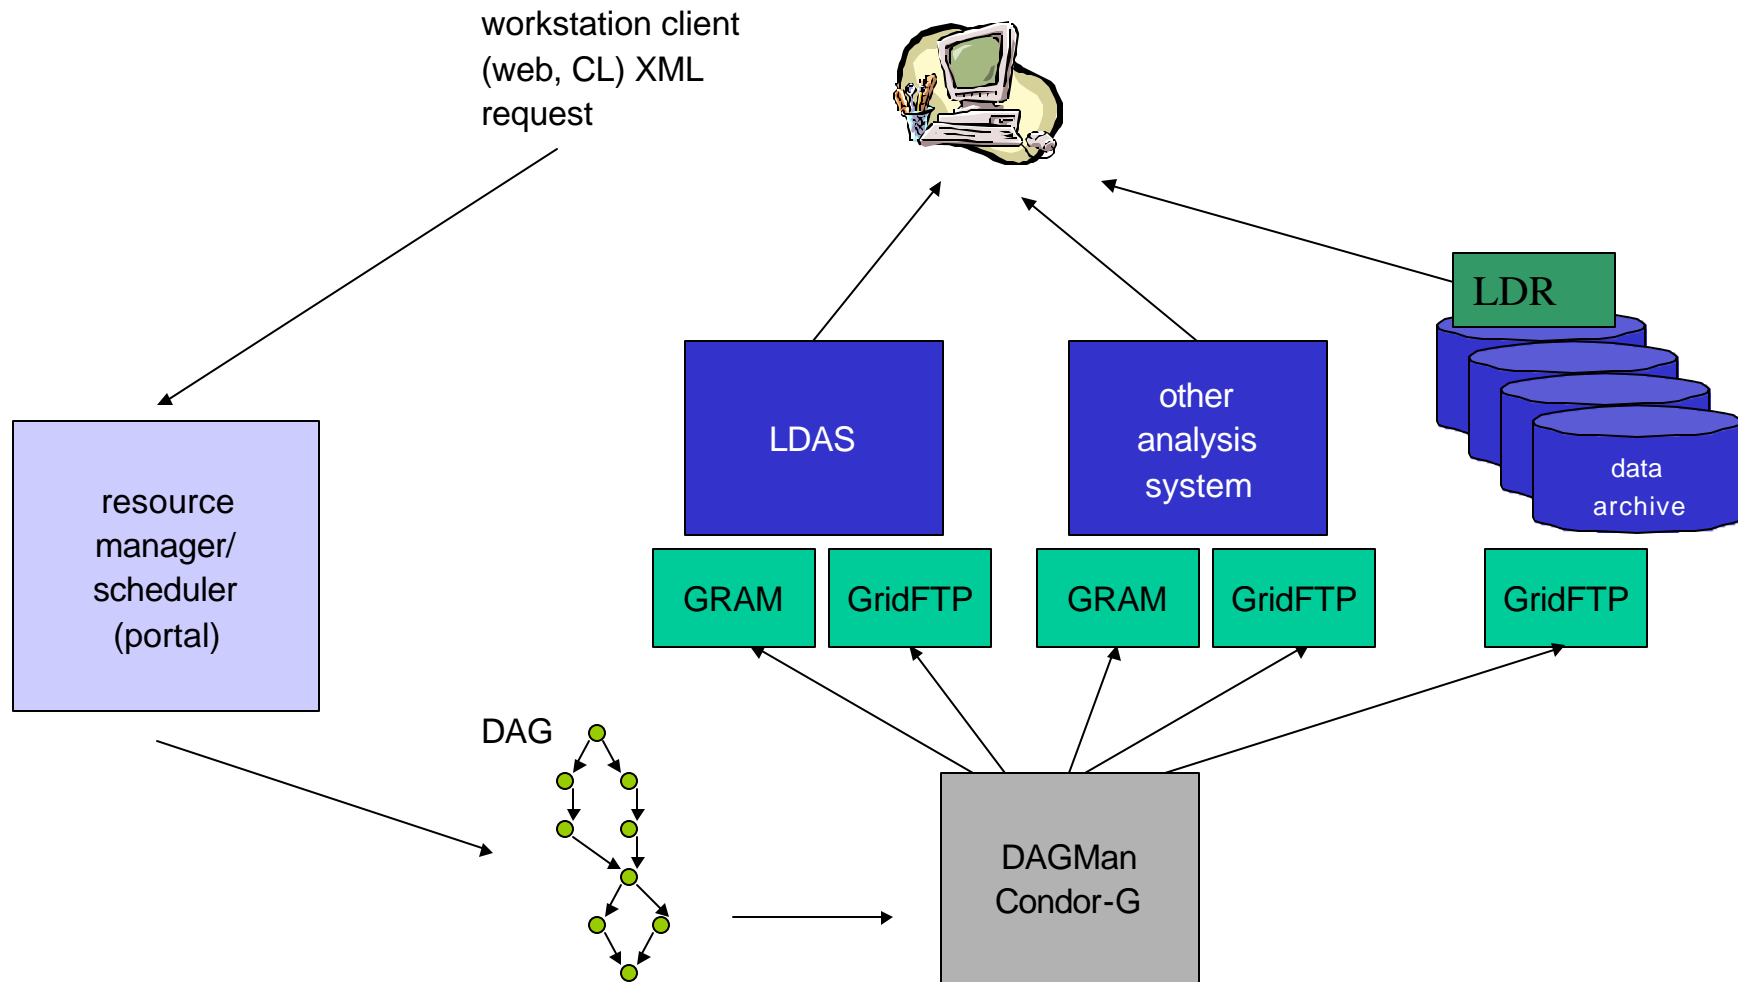 workstation client
(web, CL) XML
request
LDR
LDAS
other
analysis
system
data
archive
resource
manager/
scheduler
(portal)
GRAM
GridFTP
GRAM
GridFTP
GridFTP
DAG
DAGMan
Condor-G